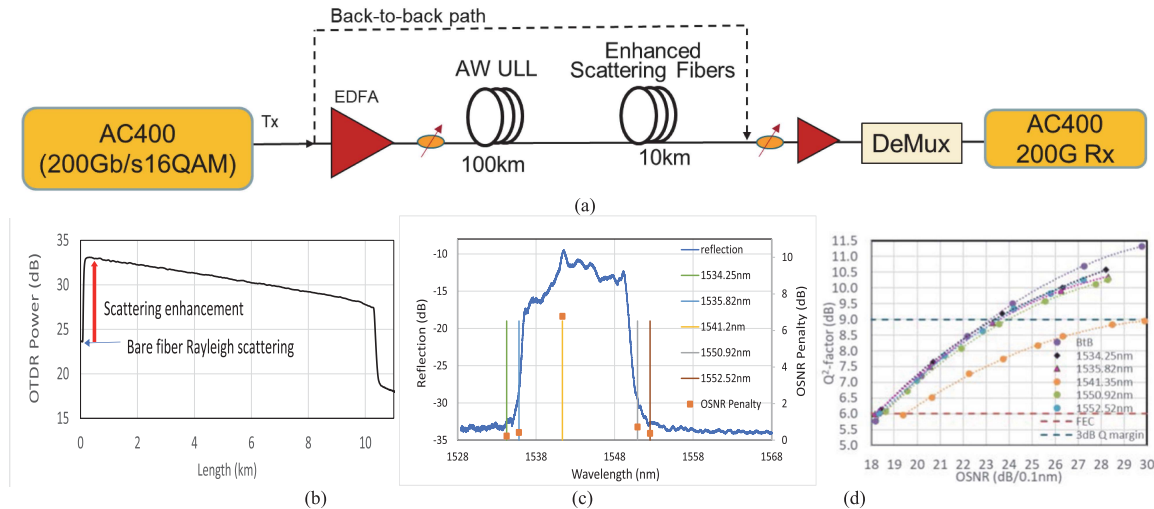 Back-to-back path
AC400
(200Gb/s16QAM)
Tx
EDFA
AW ULL
100km
Enhanced
Scattering Fibers
10km
DeMux
AC400
200G Rx
(a)
OTDR Power (dB)
35
30
25
20
15
Scattering enhancement
Bare fiber Rayleigh scattering
0 2 4 6 8 10
Length (km)
(b)
Reflection (dB)
-10
-15
-20
-25
-30
-35
reflection
1534.25nm
1535.82nm
1541.2nm
1550.92nm
1552.52nm
OSNR Penalty
10
8
6
4
2
0
OSNR Penalty (dB)
1528 1538 1548 1558 1568
Wavelength (nm)
(c)
Q²-factor (dB)
11.5
10.5
10.0
9.5
9.0
8.5
8.0
7.5
7.0
6.5
6.0
5.5
5.0
BtB
1534.25nm
1535.82nm
1541.35nm
1550.92nm
1552.52nm
FEC
3dB Q margin
18 19 20 21 22 23 24 25 26 27 28 29 30
OSNR (dB/0.1nm)
(d)